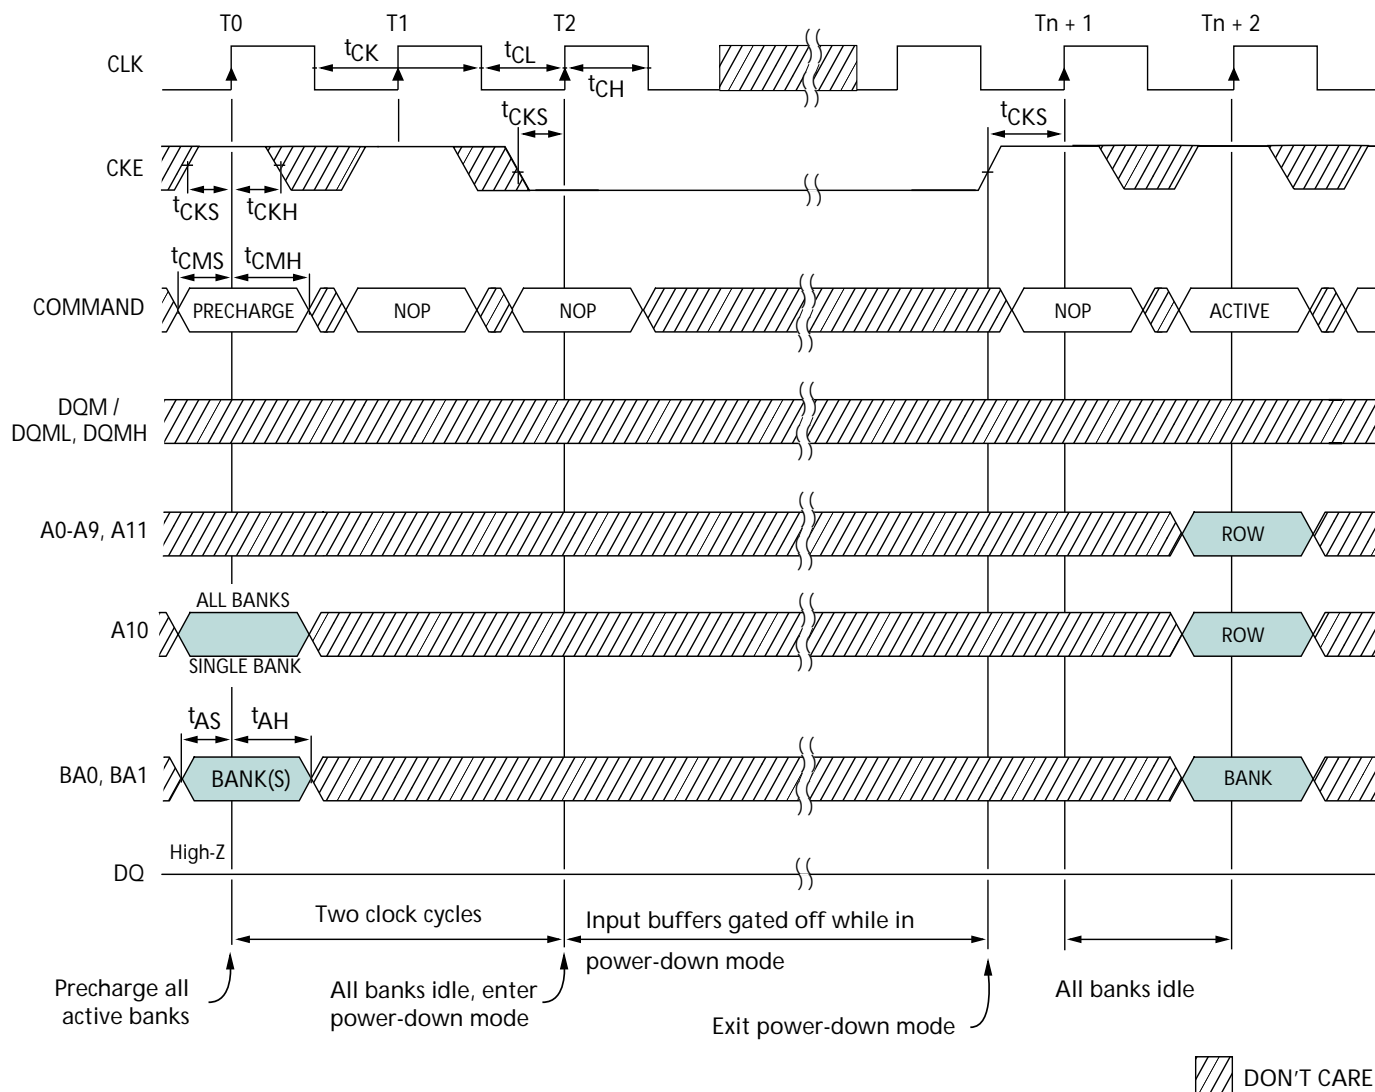 T0 T1 T2 Tn + 1 Tn + 2
CLK tCK tCL tCH
tCKS tCKS
CKE
tCKS tCKH
tCMS tCMH
COMMAND PRECHARGE NOP NOP NOP ACTIVE
DQM /
DQML, DQMH
A0-A9, A11 ROW
ALL BANKS
A10 ROW
SINGLE BANK
tAS tAH
BA0, BA1 BANK(S) BANK
High-Z
DQ
Two clock cycles
Input buffers gated off while in
power-down mode
Precharge all
active banks
All banks idle, enter
power-down mode
Exit power-down mode
All banks idle
DON'T CARE